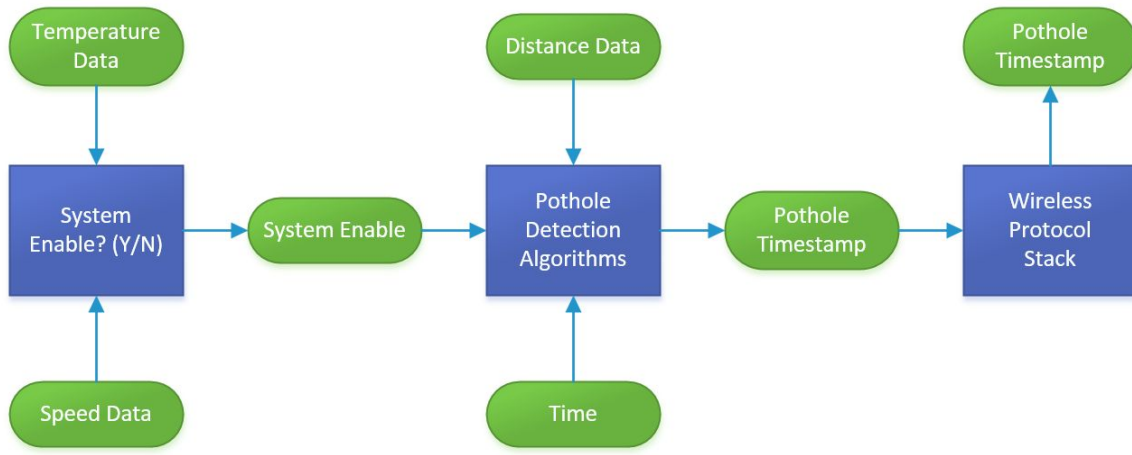 Temperature
Data
Distance Data
Pothole
Timestamp
System
Enable? (Y/N)
System Enable
Pothole
Detection
Algorithms
Pothole
Timestamp
Wireless
Protocol
Stack
Speed Data
Time